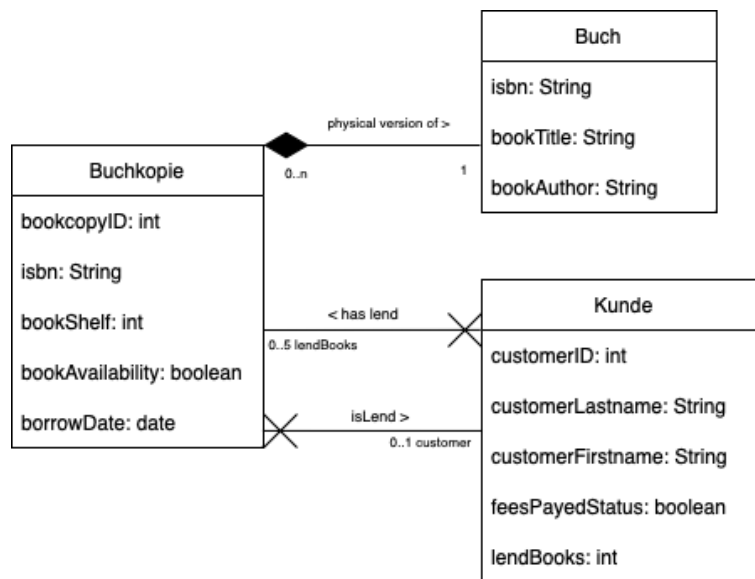 Buch
isbn: String
bookTitle: String
bookAuthor: String
physical version of >
0..n
1
Buchkopie
bookcopyID: int
isbn: String
bookShelf: int
bookAvailability: boolean
borrowDate: date
< has lend
0..5 lendBooks
isLend >
0..1 customer
Kunde
customerID: int
customerLastname: String
customerFirstname: String
feesPayedStatus: boolean
lendBooks: int